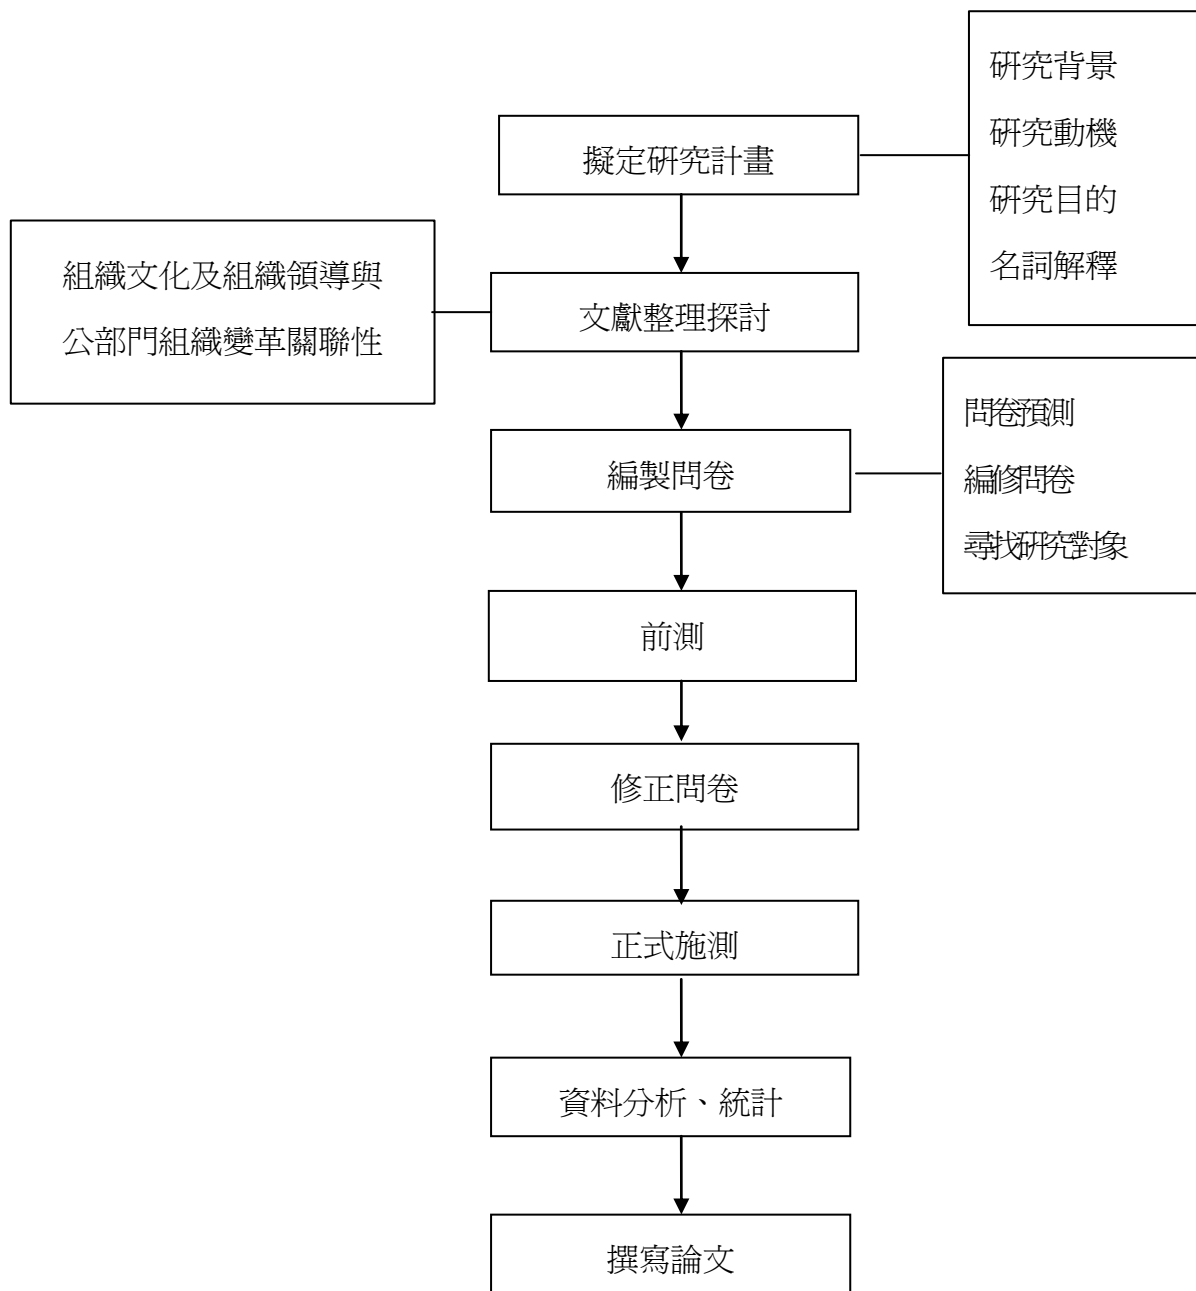 研究背景
研究動機
研究目的
名詞解釋
擬定研究計畫
組織文化及組織領導與
公部門組織變革關聯性
文獻整理探討
問卷預測
編修問卷
尋找研究對象
編製問卷
前測
修正問卷
正式施測
資料分析、統計
撰寫論文